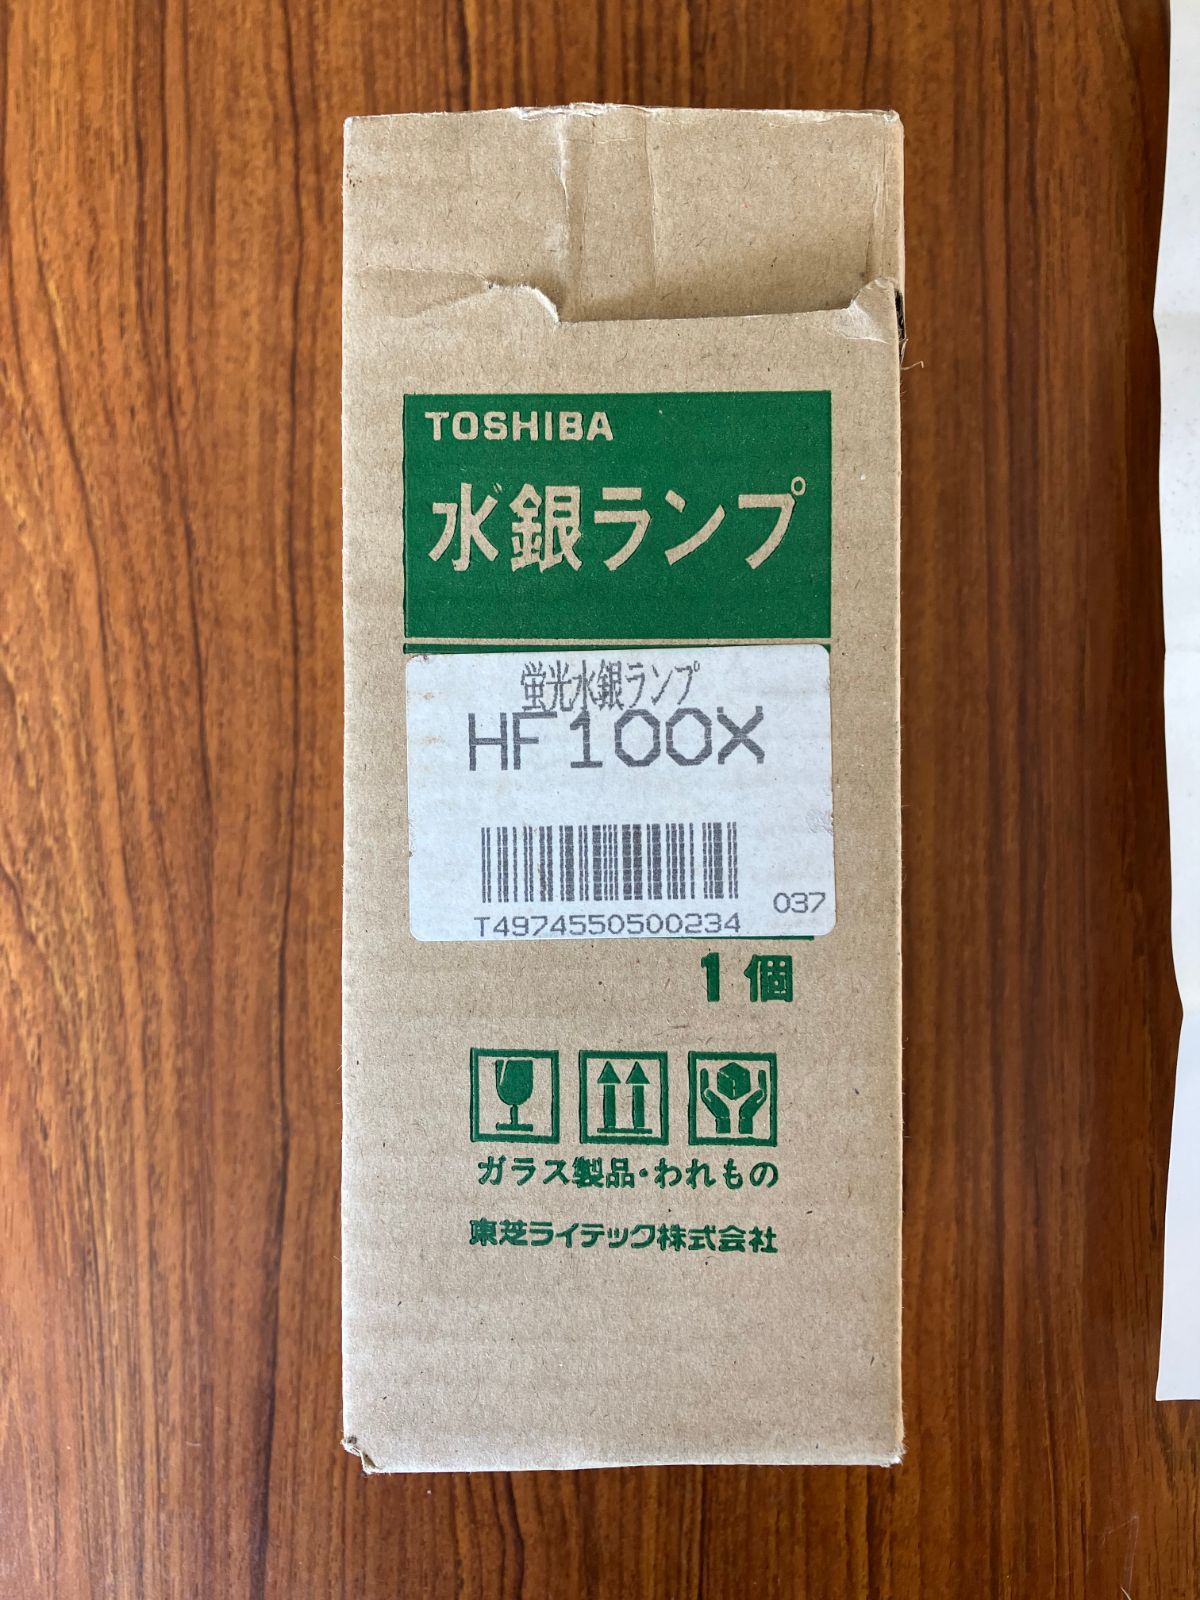 TOSHIBA
水銀ランプ
蛍光水銀ランプ
HF100X
037
T4974550500234
1個
ガラス製品・われもの
東芝ライテック株式会社